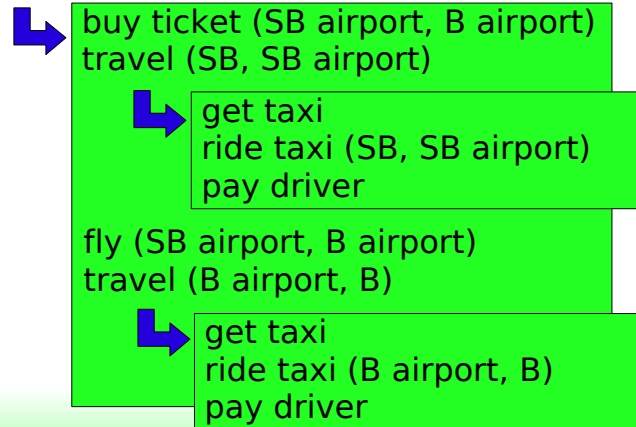 buy ticket (SB airport, B airport)
travel (SB, SB airport)
get taxi
ride taxi (SB, SB airport)
pay driver
fly (SB airport, B airport)
travel (B airport, B)
get taxi
ride taxi (B airport, B)
pay driver